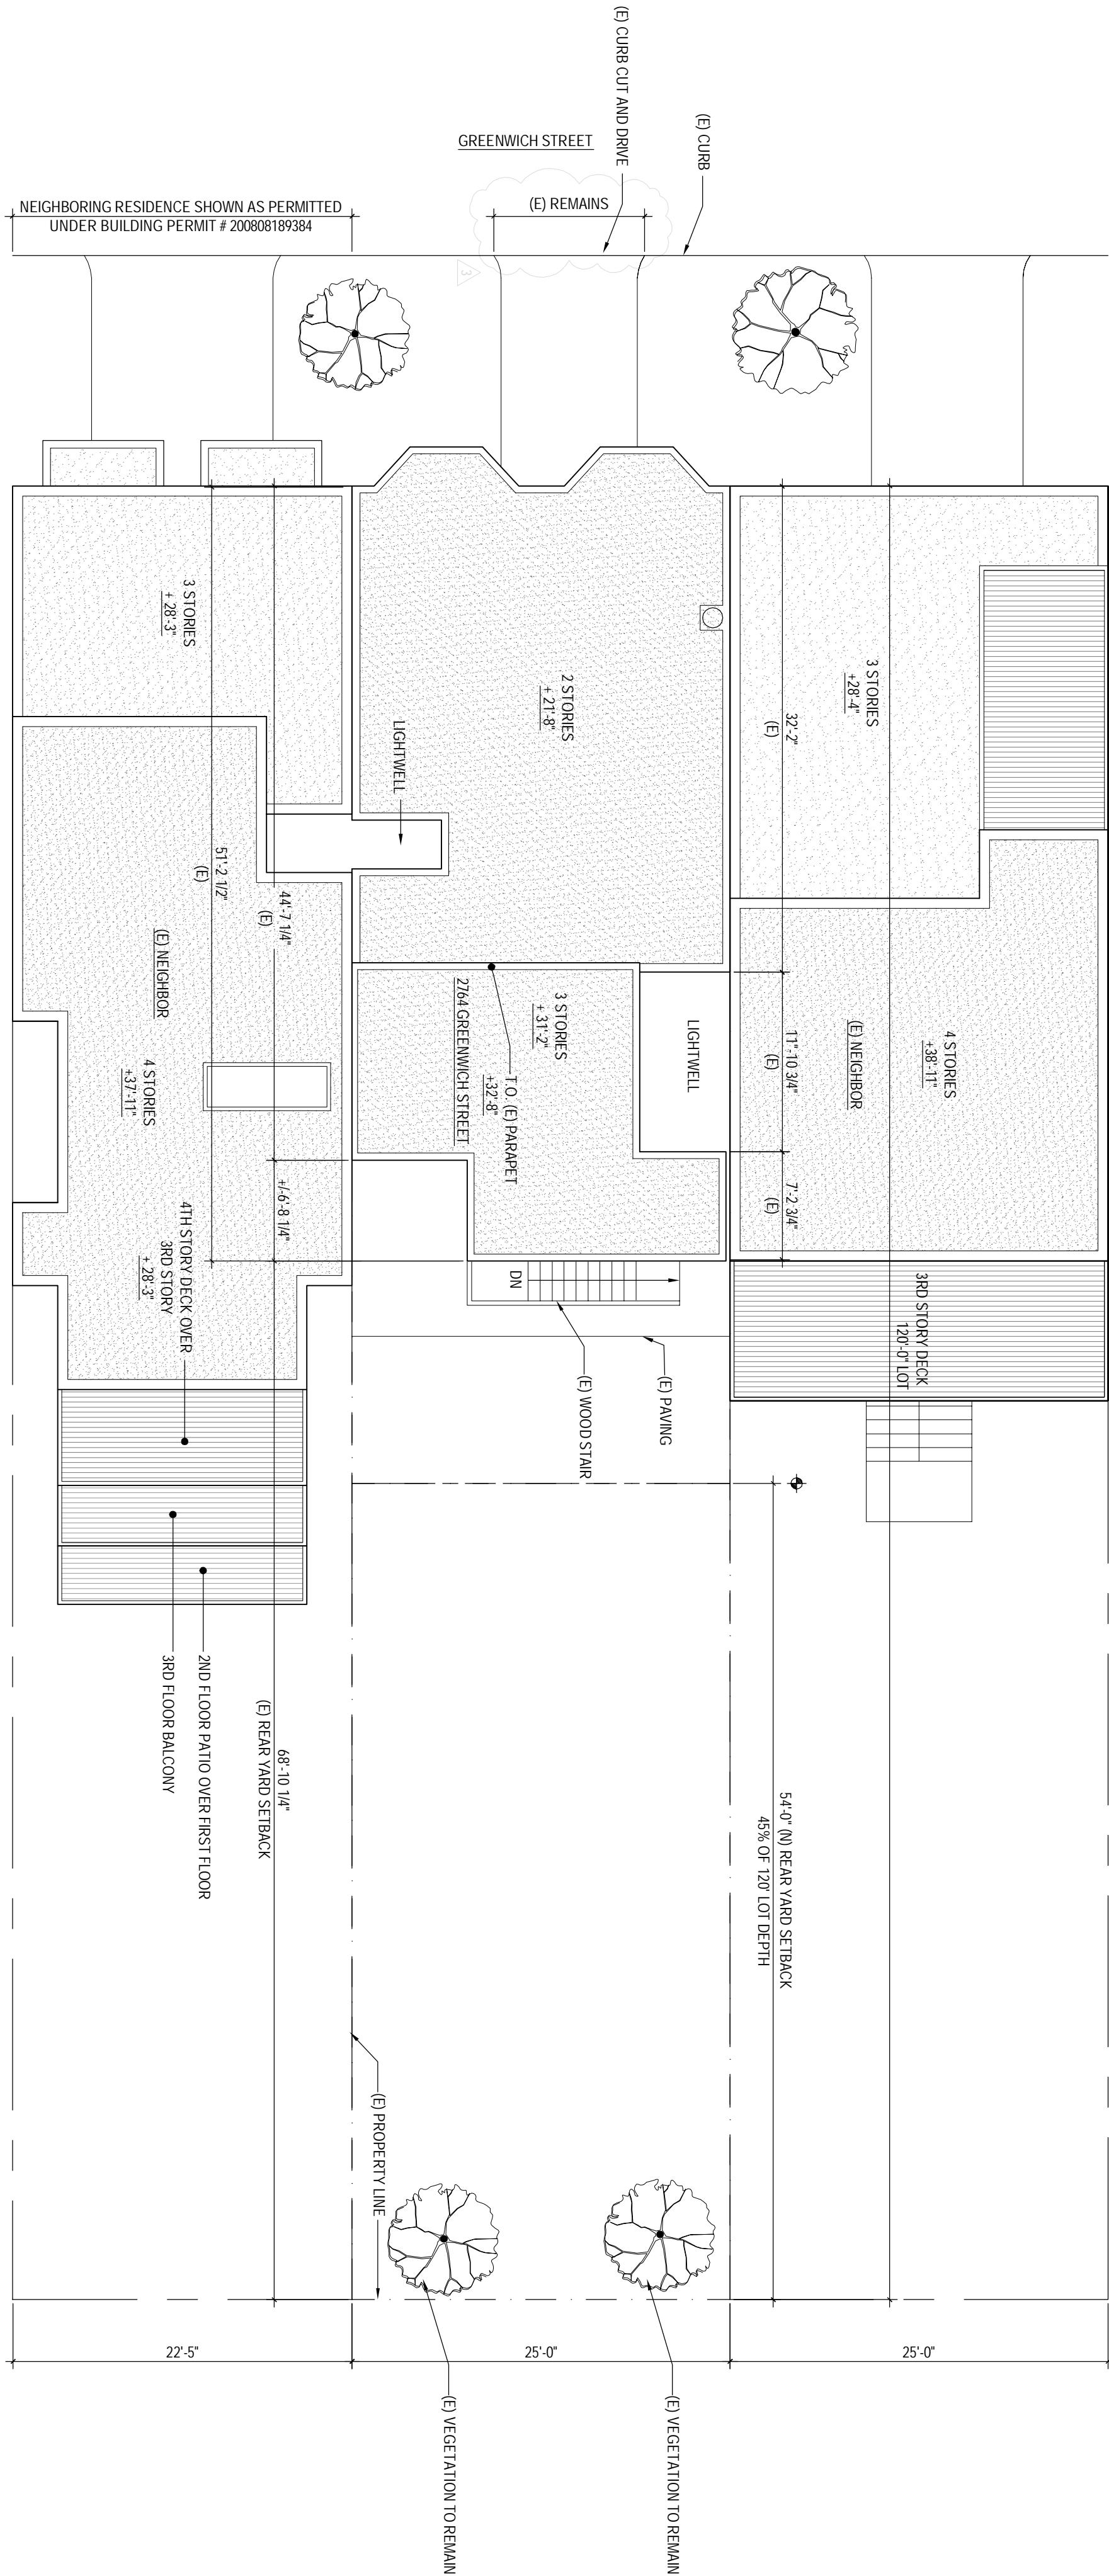 (E) CURB CUT AND DRIVE
(E) CURB
GREENWICH STREET
NEIGHBORING RESIDENCE SHOWN AS PERMITTED
UNDER BUILDING PERMIT # 200808189384
(E) REMAINS
3
3 STORIES
+ 28'-3"
2 STORIES
+ 21'-8"
3 STORIES
+28'-4"
32'-2"
(E)
LIGHTWELL
51'-2 1/2"
(E)
44'-7 1/4"
(E)
(E) NEIGHBOR
4 STORIES
+37'-11"
3 STORIES
+ 31'-2"
2764 GREENWICH STREET
T.O. (E) PARAPET
+32'-8"
LIGHTWELL
11"-10 3/4"
(E)
(E) NEIGHBOR
4 STORIES
+38'-11"
7'-2 3/4"
(E)
+/-6'-8 1/4"
4TH STORY DECK OVER
3RD STORY
+ 28'-3"
DN
3RD STORY DECK
120'-0" LOT
(E) WOOD STAIR
(E) PAVING
2ND FLOOR PATIO OVER FIRST FLOOR
3RD FLOOR BALCONY
68'-10 1/4"
(E) REAR YARD SETBACK
54'-0" (N) REAR YARD SETBACK
45% OF 120' LOT DEPTH
(E) PROPERTY LINE
22'-5"
25'-0"
25'-0"
(E) VEGETATION TO REMAIN
(E) VEGETATION TO REMAIN